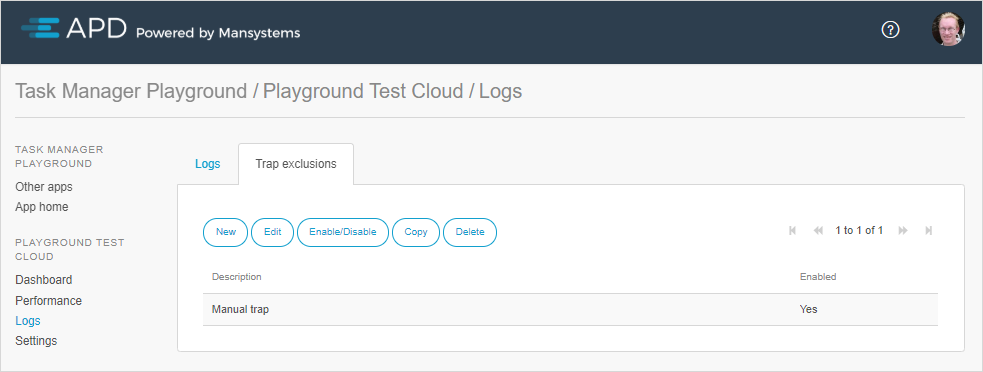 APD Powered by Mansystems
?
Task Manager Playground / Playground Test Cloud / Logs
TASK MANAGER
PLAYGROUND
Other apps
App home
PLAYGROUND TEST
CLOUD
Dashboard
Performance
Logs
Settings
Logs Trap exclusions
New Edit Enable/Disable Copy Delete 1 to 1 of 1
Description Enabled
Manual trap Yes